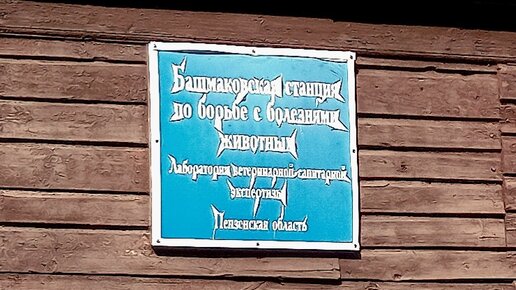 Башмаковская станция
по борьбе с болезнями
животных
Лаборатория ветеринарной санитарной
экспертизы
Пензенская область